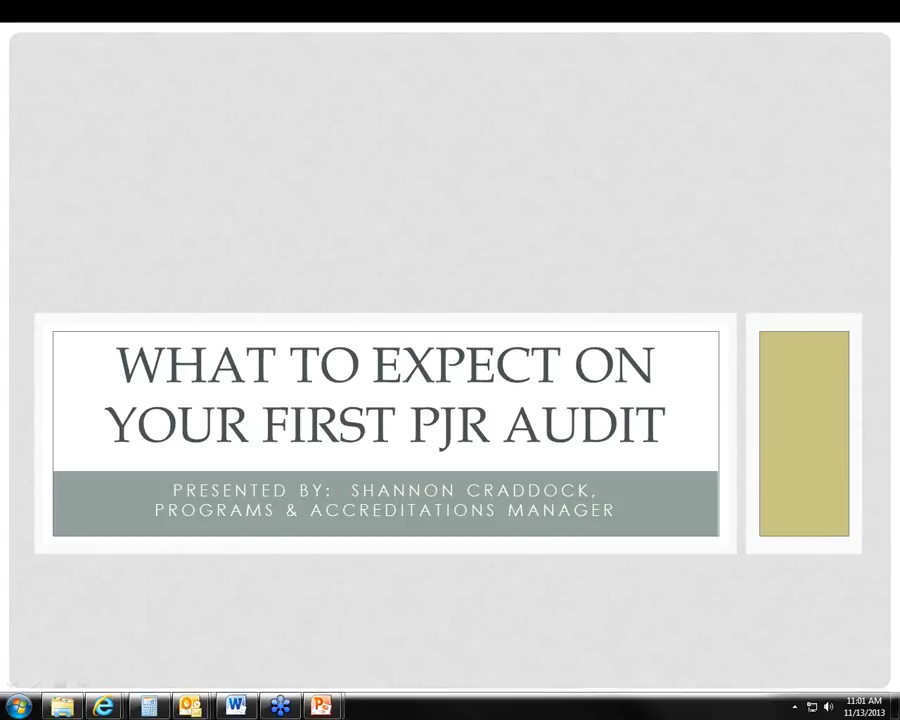 WHAT TO EXPECT ON
YOUR FIRST PJR AUDIT
PRESENTED BY: SHANNON CRADDOCK,
PROGRAMS & ACCREDITATIONS MANAGER
11:01 AM
11/13/2013